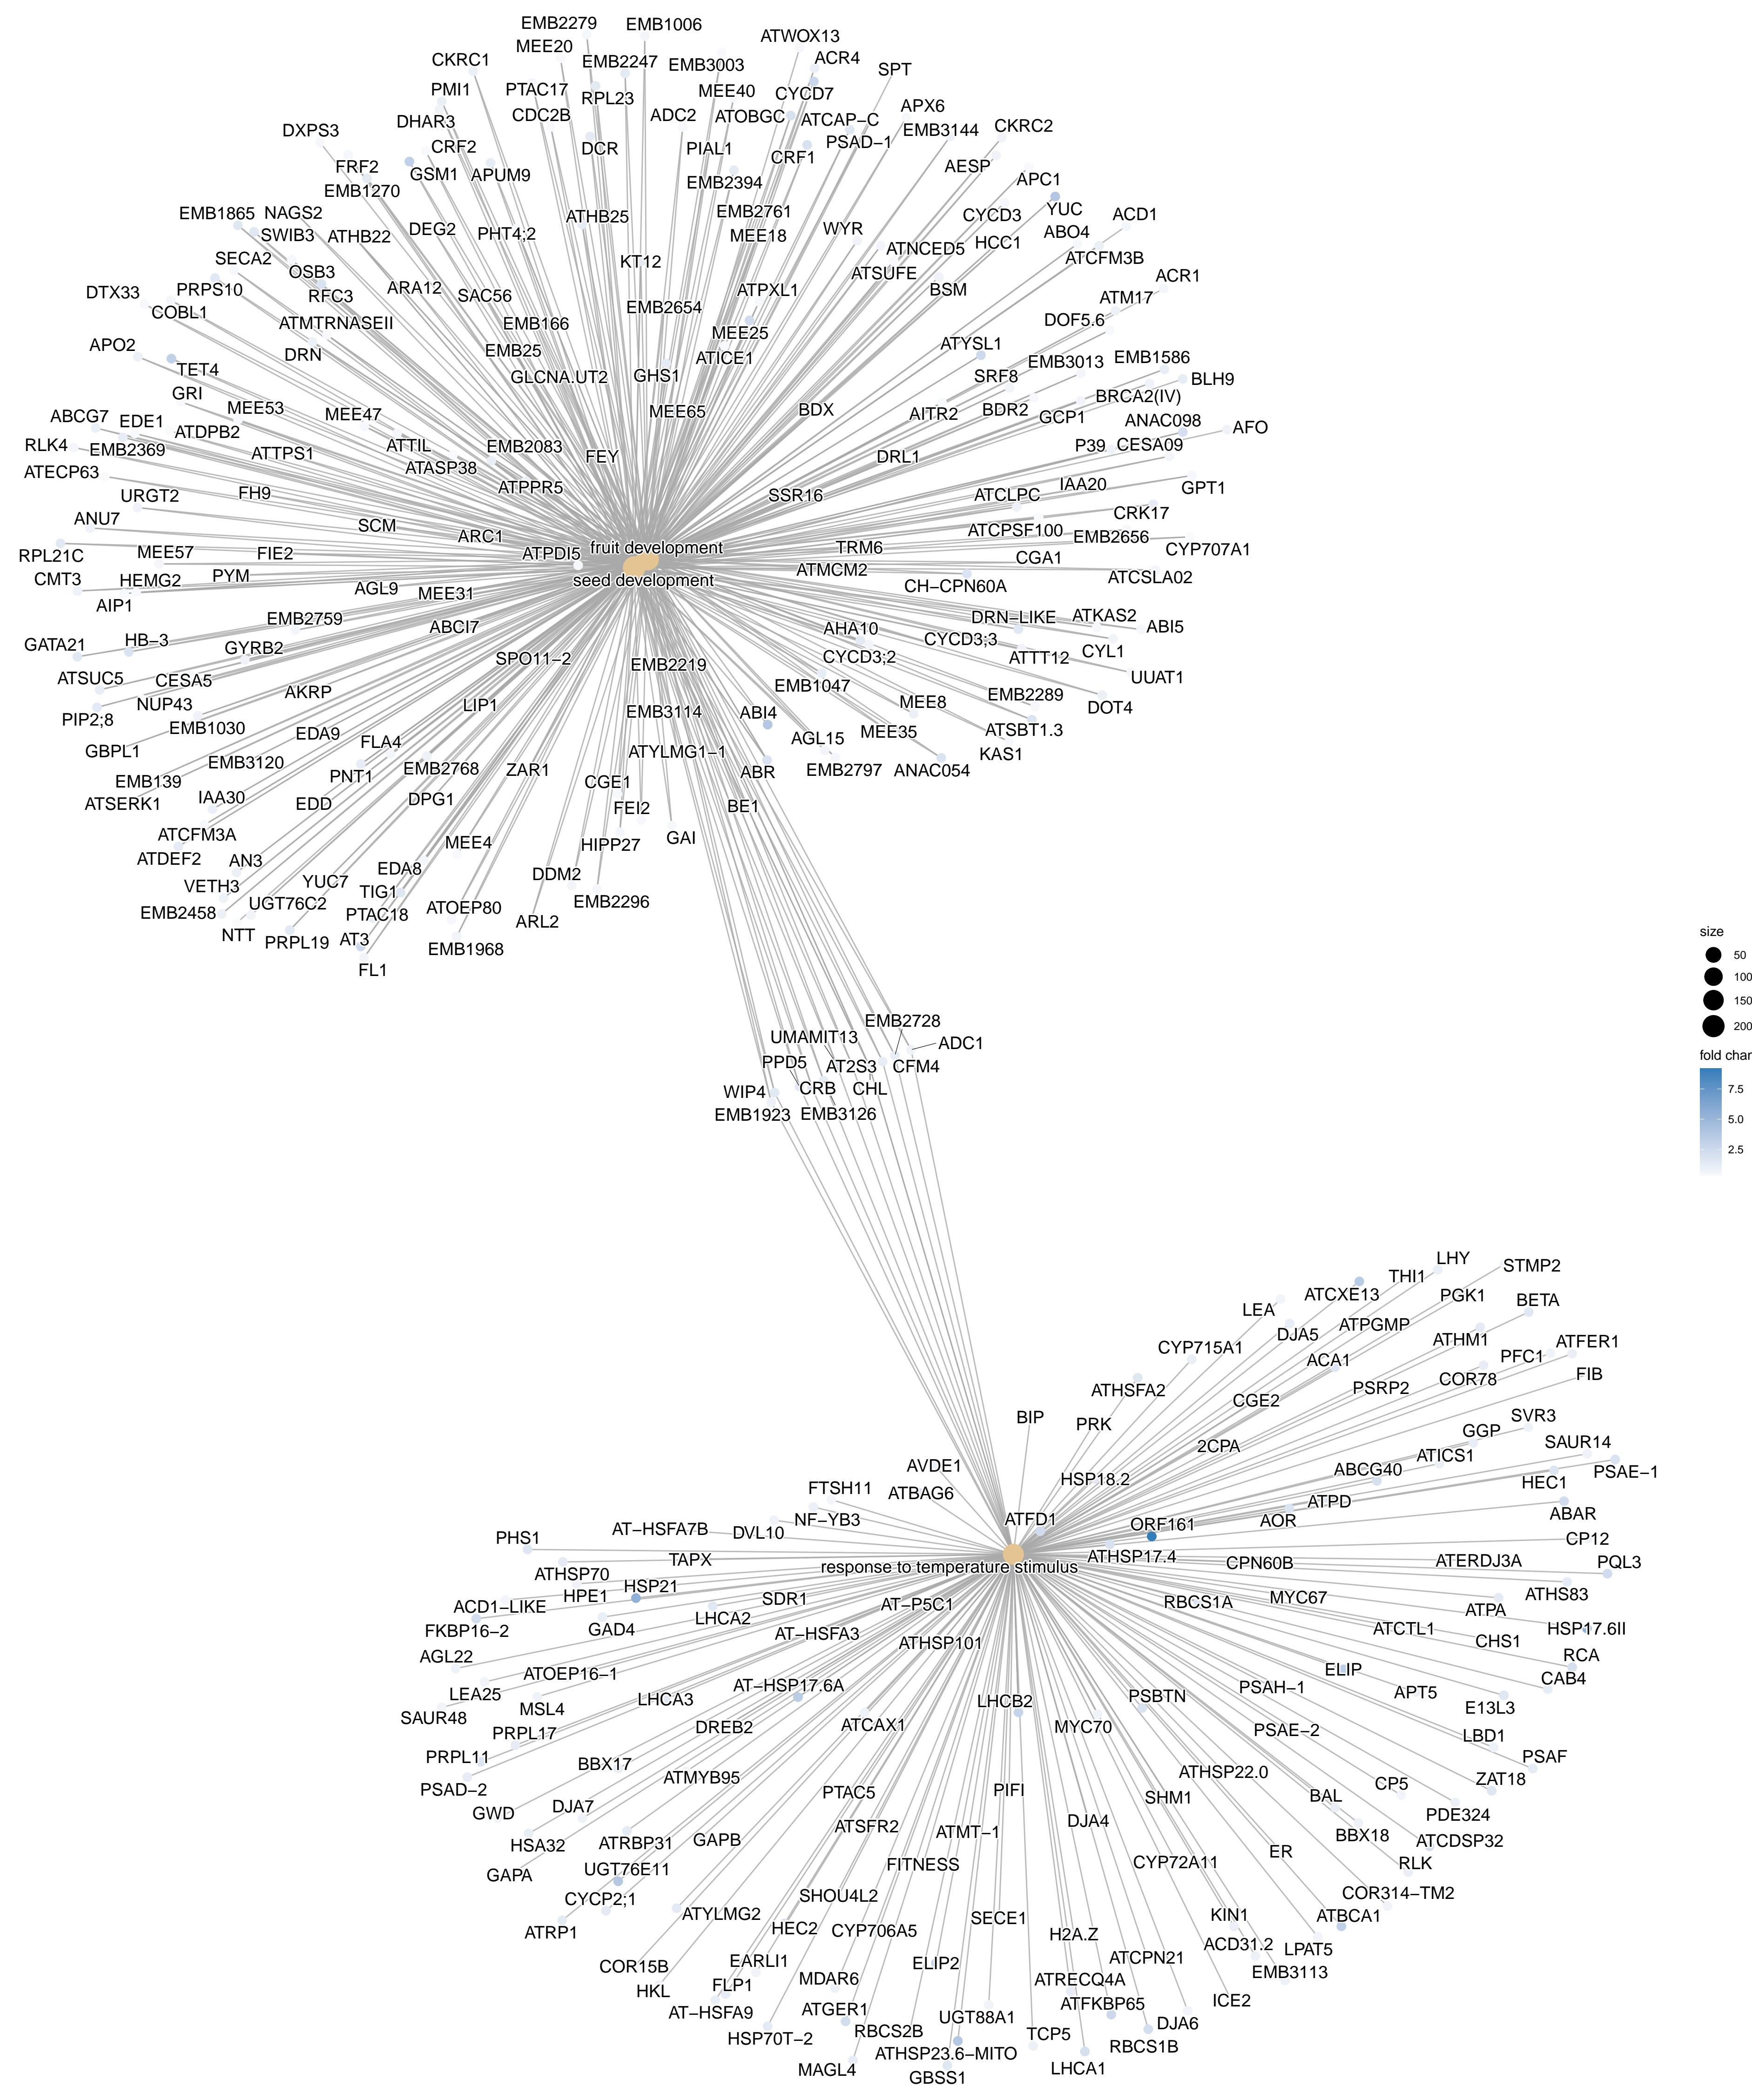 EMB2279
EMB1006
MEE20
ATWOX13
CKRC1
EMB2247
EMB3003
ACR4
SPT
PMI1
PTAC17
RPL23
MEE40
CYCD7
APX6
DHAR3
CDC2B
ADC2
ATOBGC
ATCAP−C
EMB3144
CKRC2
DXPS3
CRF2
DCR
PIAL1
CRF1
PSAD−1
AESP
FRF2
GSM1
APUM9
EMB2394
APC1
EMB1270
EMB1865
NAGS2
ATHB25
EMB2761
CYCD3
YUC
ACD1
SWIB3
ATHB22
DEG2
PHT4;2
MEE18
WYR
ATNCED5
HCC1
ABO4
SECA2
OSB3
KT12
ATSUFE
ATCFM3B
DTX33
PRPS10
RFC3
ARA12
SAC56
ATPXL1
BSM
ACR1
COBL1
ATMTRNASEII
EMB166
EMB2654
ATM17
APO2
DRN
EMB25
MEE25
DOF5.6
TET4
GLCNA.UT2
GHS1
ATICE1
ATYSL1
EMB3013
EMB1586
GRI
SRF8
BLH9
ABCG7
EDE1
MEE53
MEE47
MEE65
BDX
AITR2
BDR2
GCP1
BRCA2(IV)
ATDPB2
ANAC098
AFO
RLK4
EMB2369
ATTPS1
ATTIL
EMB2083
FEY
DRL1
P39
CESA09
ATECP63
ATASP38
URGT2
FH9
ATPPR5
SSR16
ATCLPC
IAA20
GPT1
ANU7
SCM
ARC1
CRK17
RPL21C
MEE57
FIE2
ATPDI5
fruit development
TRM6
ATCPSF100
EMB2656
CYP707A1
CMT3
HEMG2
PYM
seed development
ATMCM2
CGA1
ATCSLA02
AIP1
AGL9
MEE31
CH−CPN60A
EMB2759
ABCI7
AHA10
DRN−LIKE
ATKAS2
ABI5
GATA21
HB−3
GYRB2
SPO11−2
EMB2219
CYCD3;2
CYCD3;3
ATTT12
CYL1
ATSUC5
CESA5
AKRP
EMB1047
UUAT1
PIP2;8
NUP43
LIP1
EMB3114
ABI4
MEE8
EMB2289
DOT4
GBPL1
EMB1030
EDA9
FLA4
ATYLMG1−1
AGL15
MEE35
ATSBT1.3
EMB139
EMB3120
PNT1
EMB2768
ZAR1
ABR
EMB2797
ANAC054
KAS1
ATSERK1
IAA30
EDD
DPG1
CGE1
FEI2
BE1
ATCFM3A
MEE4
HIPP27
GAI
ATDEF2
AN3
EDA8
DDM2
VETH3
YUC7
TIG1
EMB2296
EMB2458
UGT76C2
PTAC18
ATOEP80
ARL2
NTT
PRPL19
AT3
EMB1968
FL1
size
50
100
150
200
fold char
7.5
5.0
2.5
EMB2728
UMAMIT13
ADC1
PPD5
AT2S3
CFM4
WIP4
CRB
CHL
EMB1923
EMB3126
LHY
STMP2
THI1
ATCXE13
PGK1
BETA
LEA
DJA5
ATPGMP
ATHM1
ATFER1
CYP715A1
ACA1
PFC1
FIB
ATHSFA2
CGE2
PSRP2
COR78
BIP
PRK
SVR3
2CPA
GGP
SAUR14
AVDE1
HSP18.2
ABCG40
ATICS1
PSAE−1
FTSH11
ATBAG6
HEC1
NF−YB3
ATFD1
ORF161
AOR
ATPD
ABAR
PHS1
AT−HSFA7B
DVL10
CP12
TAPX
response to temperature stimulus
ATHSP17.4
CPN60B
ATERDJ3A
PQL3
ATHSP70
HPE1
HSP21
SDR1
AT−P5C1
RBCS1A
MYC67
ATHS83
ACD1−LIKE
LHCA2
ATPA
FKBP16−2
GAD4
AT−HSFA3
ATHSP101
ATCTL1
CHS1
HSP17.6II
AGL22
ATOEP16−1
ELIP
RCA
LEA25
MSL4
LHCA3
AT−HSP17.6A
LHCB2
PSBTN
PSAH−1
APT5
CAB4
SAUR48
PRPL17
DREB2
ATCAX1
MYC70
PSAE−2
E13L3
PRPL11
BBX17
LBD1
PSAD−2
ATMYB95
PTAC5
PIFI
ATHSP22.0
PSAF
GWD
DJA7
SHM1
BAL
CP5
ZAT18
HSA32
ATRBP31
GAPB
ATSFR2
ATMT−1
DJA4
PDE324
GAPA
UGT76E11
FITNESS
CYP72A11
ER
BBX18
ATCDSP32
CYCP2;1
SHOU4L2
RLK
ATRP1
ATYLMG2
HEC2
CYP706A5
SECE1
H2A.Z
KIN1
COR314−TM2
ATBCA1
COR15B
EARLI1
ELIP2
ATCPN21
ACD31.2
LPAT5
HKL
FLP1
MDAR6
ATRECQ4A
EMB3113
AT−HSFA9
ATGER1
UGT88A1
ATFKBP65
ICE2
HSP70T−2
RBCS2B
TCP5
DJA6
MAGL4
ATHSP23.6−MITO
LHCA1
RBCS1B
GBSS1